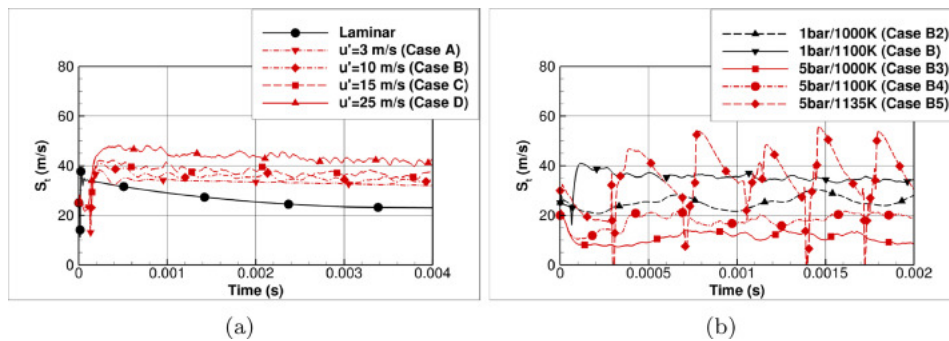 Laminar
u'=3 m/s (Case A)
u'=10 m/s (Case B)
u'=15 m/s (Case C)
u'=25 m/s (Case D)
80
60
40
20
0
S_t (m/s)
0
0.001
0.002
0.003
0.004
Time (s)
(a)
1bar/1000K (Case B2)
1bar/1100K (Case B)
5bar/1000K (Case B3)
5bar/1100K (Case B4)
5bar/1135K (Case B5)
80
60
40
20
0
S_t (m/s)
0
0.0005
0.001
0.0015
0.002
Time (s)
(b)